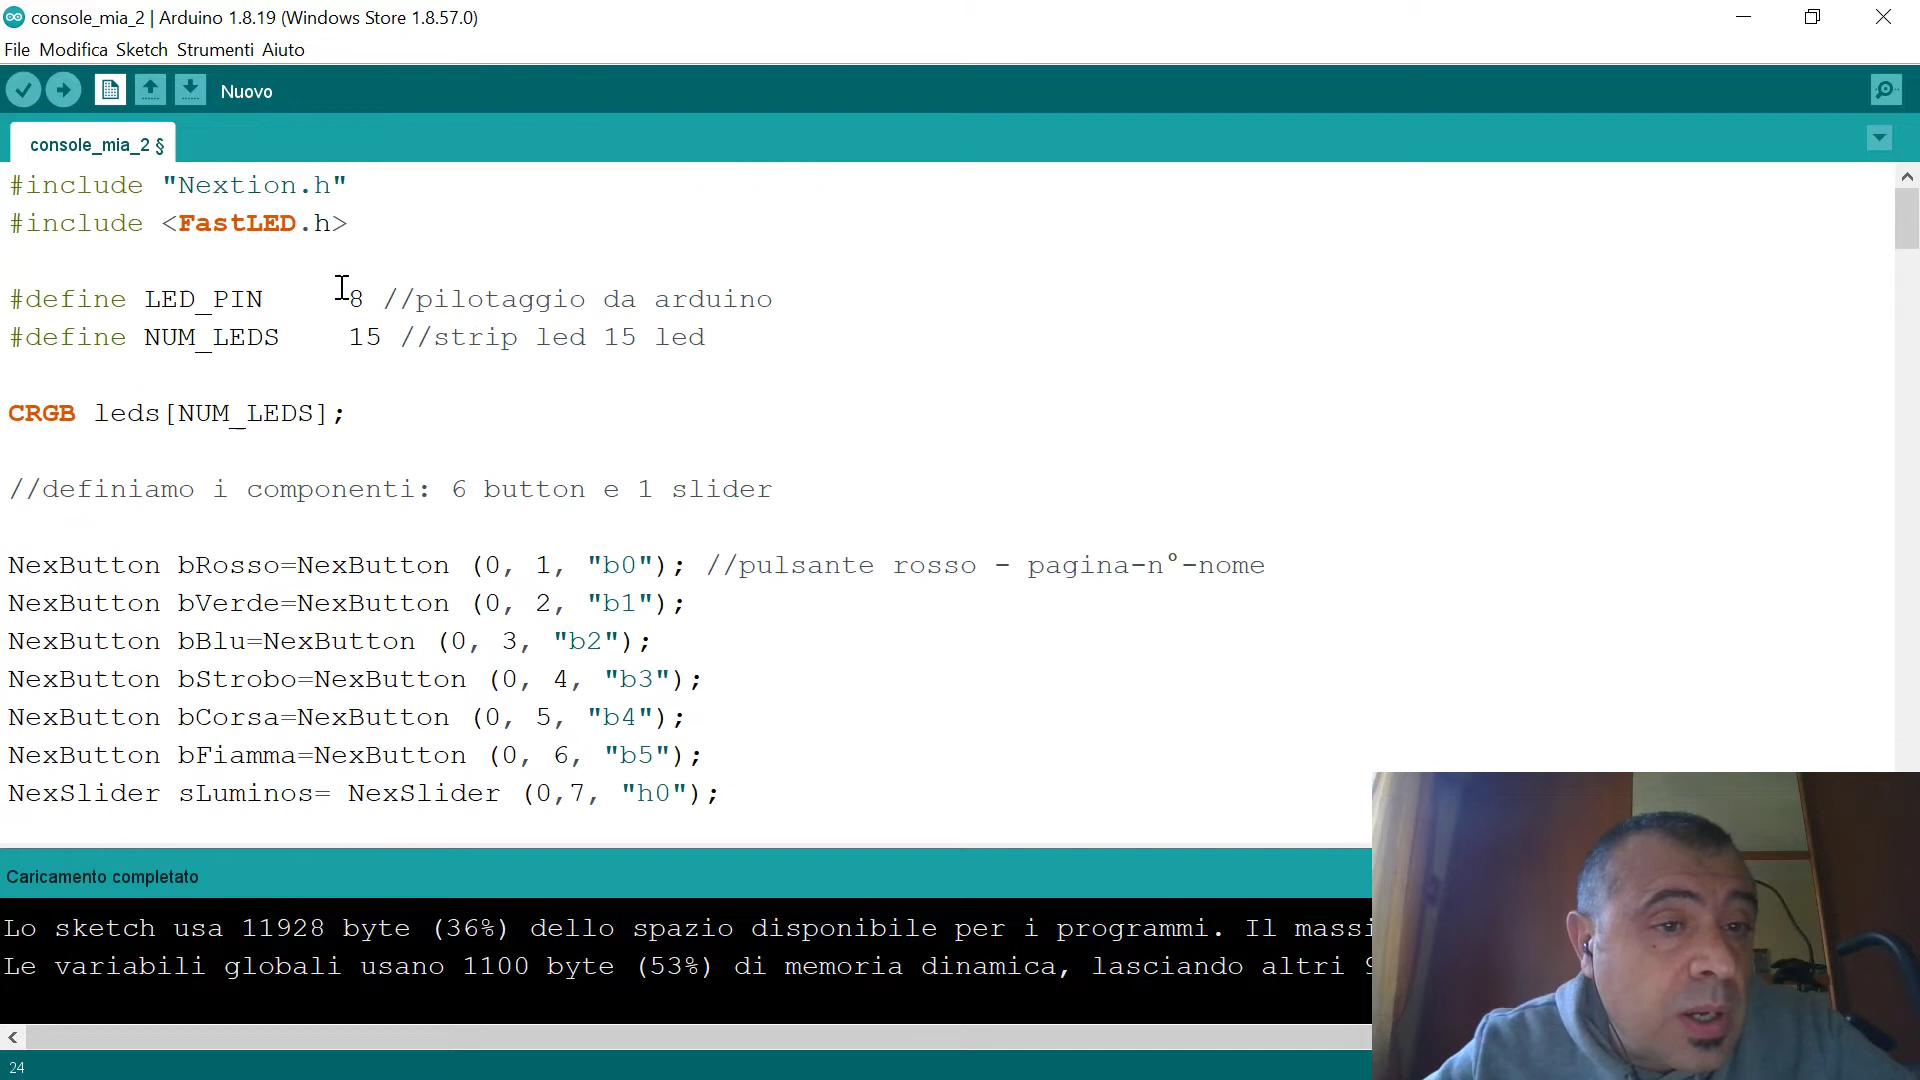 console_mia_2 | Arduino 1.8.19 (Windows Store 1.8.57.0)
File Modifica Sketch Strumenti Aiuto
Nuovo
console_mia_2 §
#include "Nextion.h"
#include <FastLED.h>
#define LED_PIN     8 //pilotaggio da arduino
#define NUM_LEDS    15 //strip led 15 led
CRGB leds[NUM_LEDS];
//definiamo i componenti: 6 button e 1 slider
NexButton bRosso=NexButton (0, 1, "b0"); //pulsante rosso - pagina-n°-nome
NexButton bVerde=NexButton (0, 2, "b1");
NexButton bBlu=NexButton (0, 3, "b2");
NexButton bStrobo=NexButton (0, 4, "b3");
NexButton bCorsa=NexButton (0, 5, "b4");
NexButton bFiamma=NexButton (0, 6, "b5");
NexSlider sLuminos= NexSlider (0,7, "h0");
Caricamento completato
Lo sketch usa 11928 byte (36%) dello spazio disponibile per i programmi. Il massi
Le variabili globali usano 1100 byte (53%) di memoria dinamica, lasciando altri 9
24